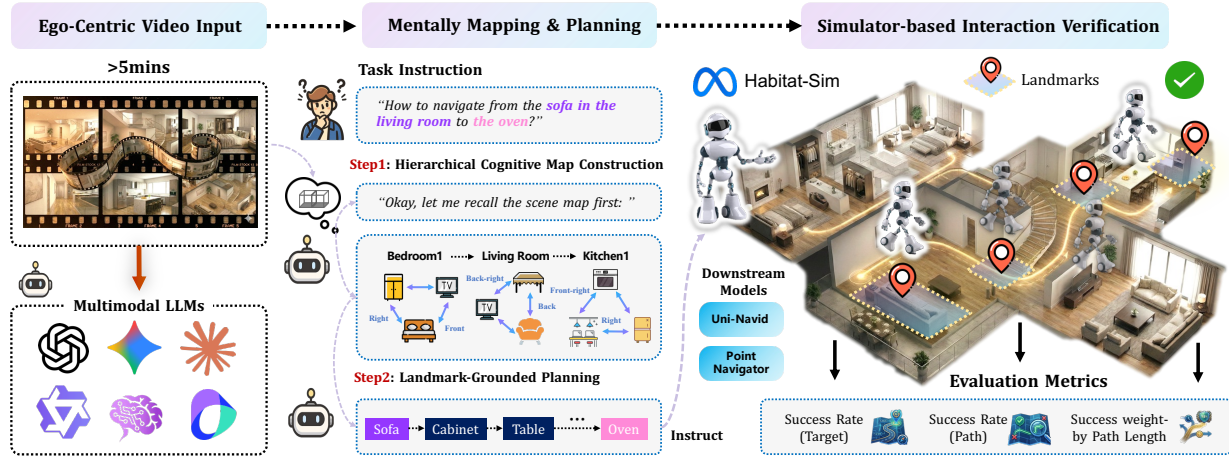 Ego-Centric Video Input
Mentally Mapping & Planning
Simulator-based Interaction Verification
>5mins
Multimodal LLMs
Task Instruction
“How to navigate from the sofa in the
living room to the oven?”
Step1: Hierarchical Cognitive Map Construction
“Okay, let me recall the scene map first: ”
Bedroom1
Living Room
Kitchen1
TV
Right
Front
Back-right
TV
Back
Front-right
Right
Step2: Landmark-Grounded Planning
Sofa
Cabinet
Table
...
Oven
Instruct
Habitat-Sim
Landmarks
Downstream
Models
Uni-Navid
Point
Navigator
Evaluation Metrics
Success Rate
(Target)
Success Rate
(Path)
Success weight-
by Path Length